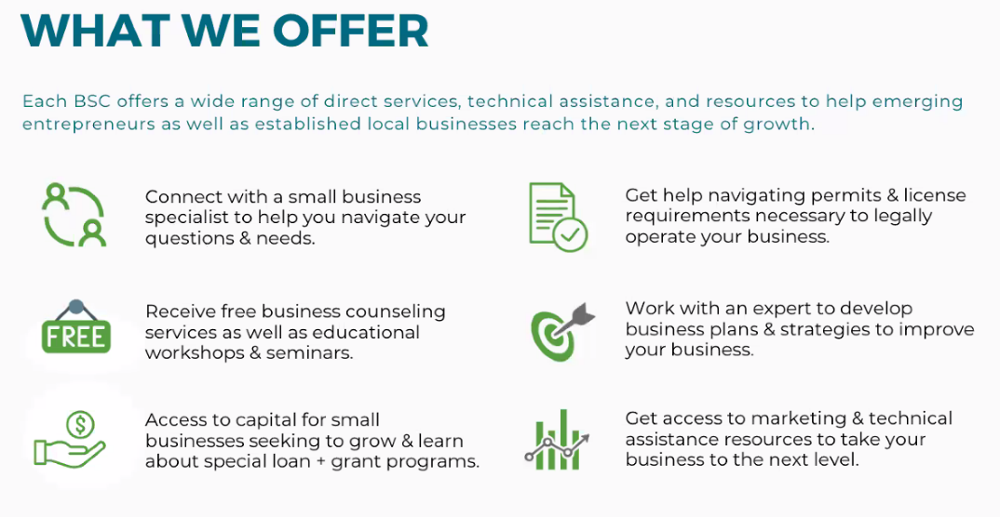 WHAT WE OFFER
Each BSC offers a wide range of direct services, technical assistance, and resources to help emerging
entrepreneurs as well as established local businesses reach the next stage of growth.
Connect with a small business
specialist to help you navigate your
questions & needs.
Get help navigating permits & license
requirements necessary to legally
operate your business.
FREE
Receive free business counseling
services as well as educational
workshops & seminars.
Work with an expert to develop
business plans & strategies to improve
your business.
$
Access to capital for small
businesses seeking to grow & learn
about special loan + grant programs.
Get access to marketing & technical
assistance resources to take your
business to the next level.